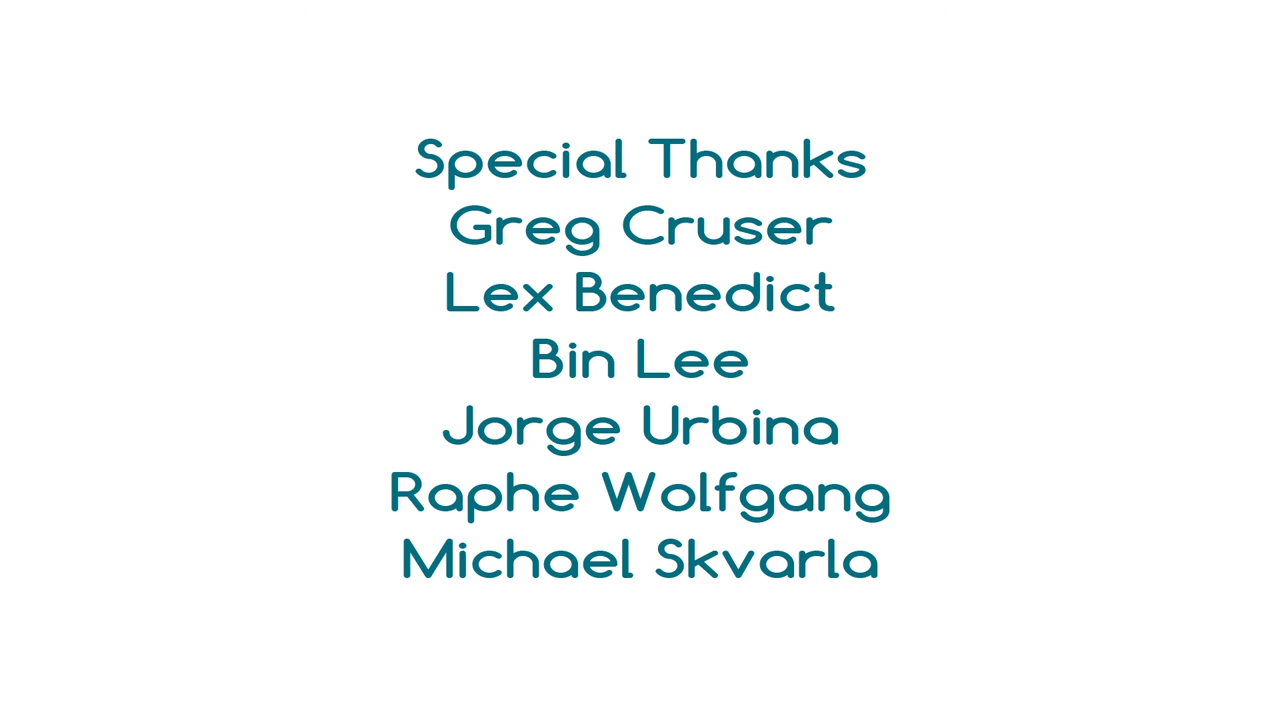 Special Thanks
Greg Cruser
Lex Benedict
Bin Lee
Jorge Urbina
Raphe Wolfgang
Michael Skvarla